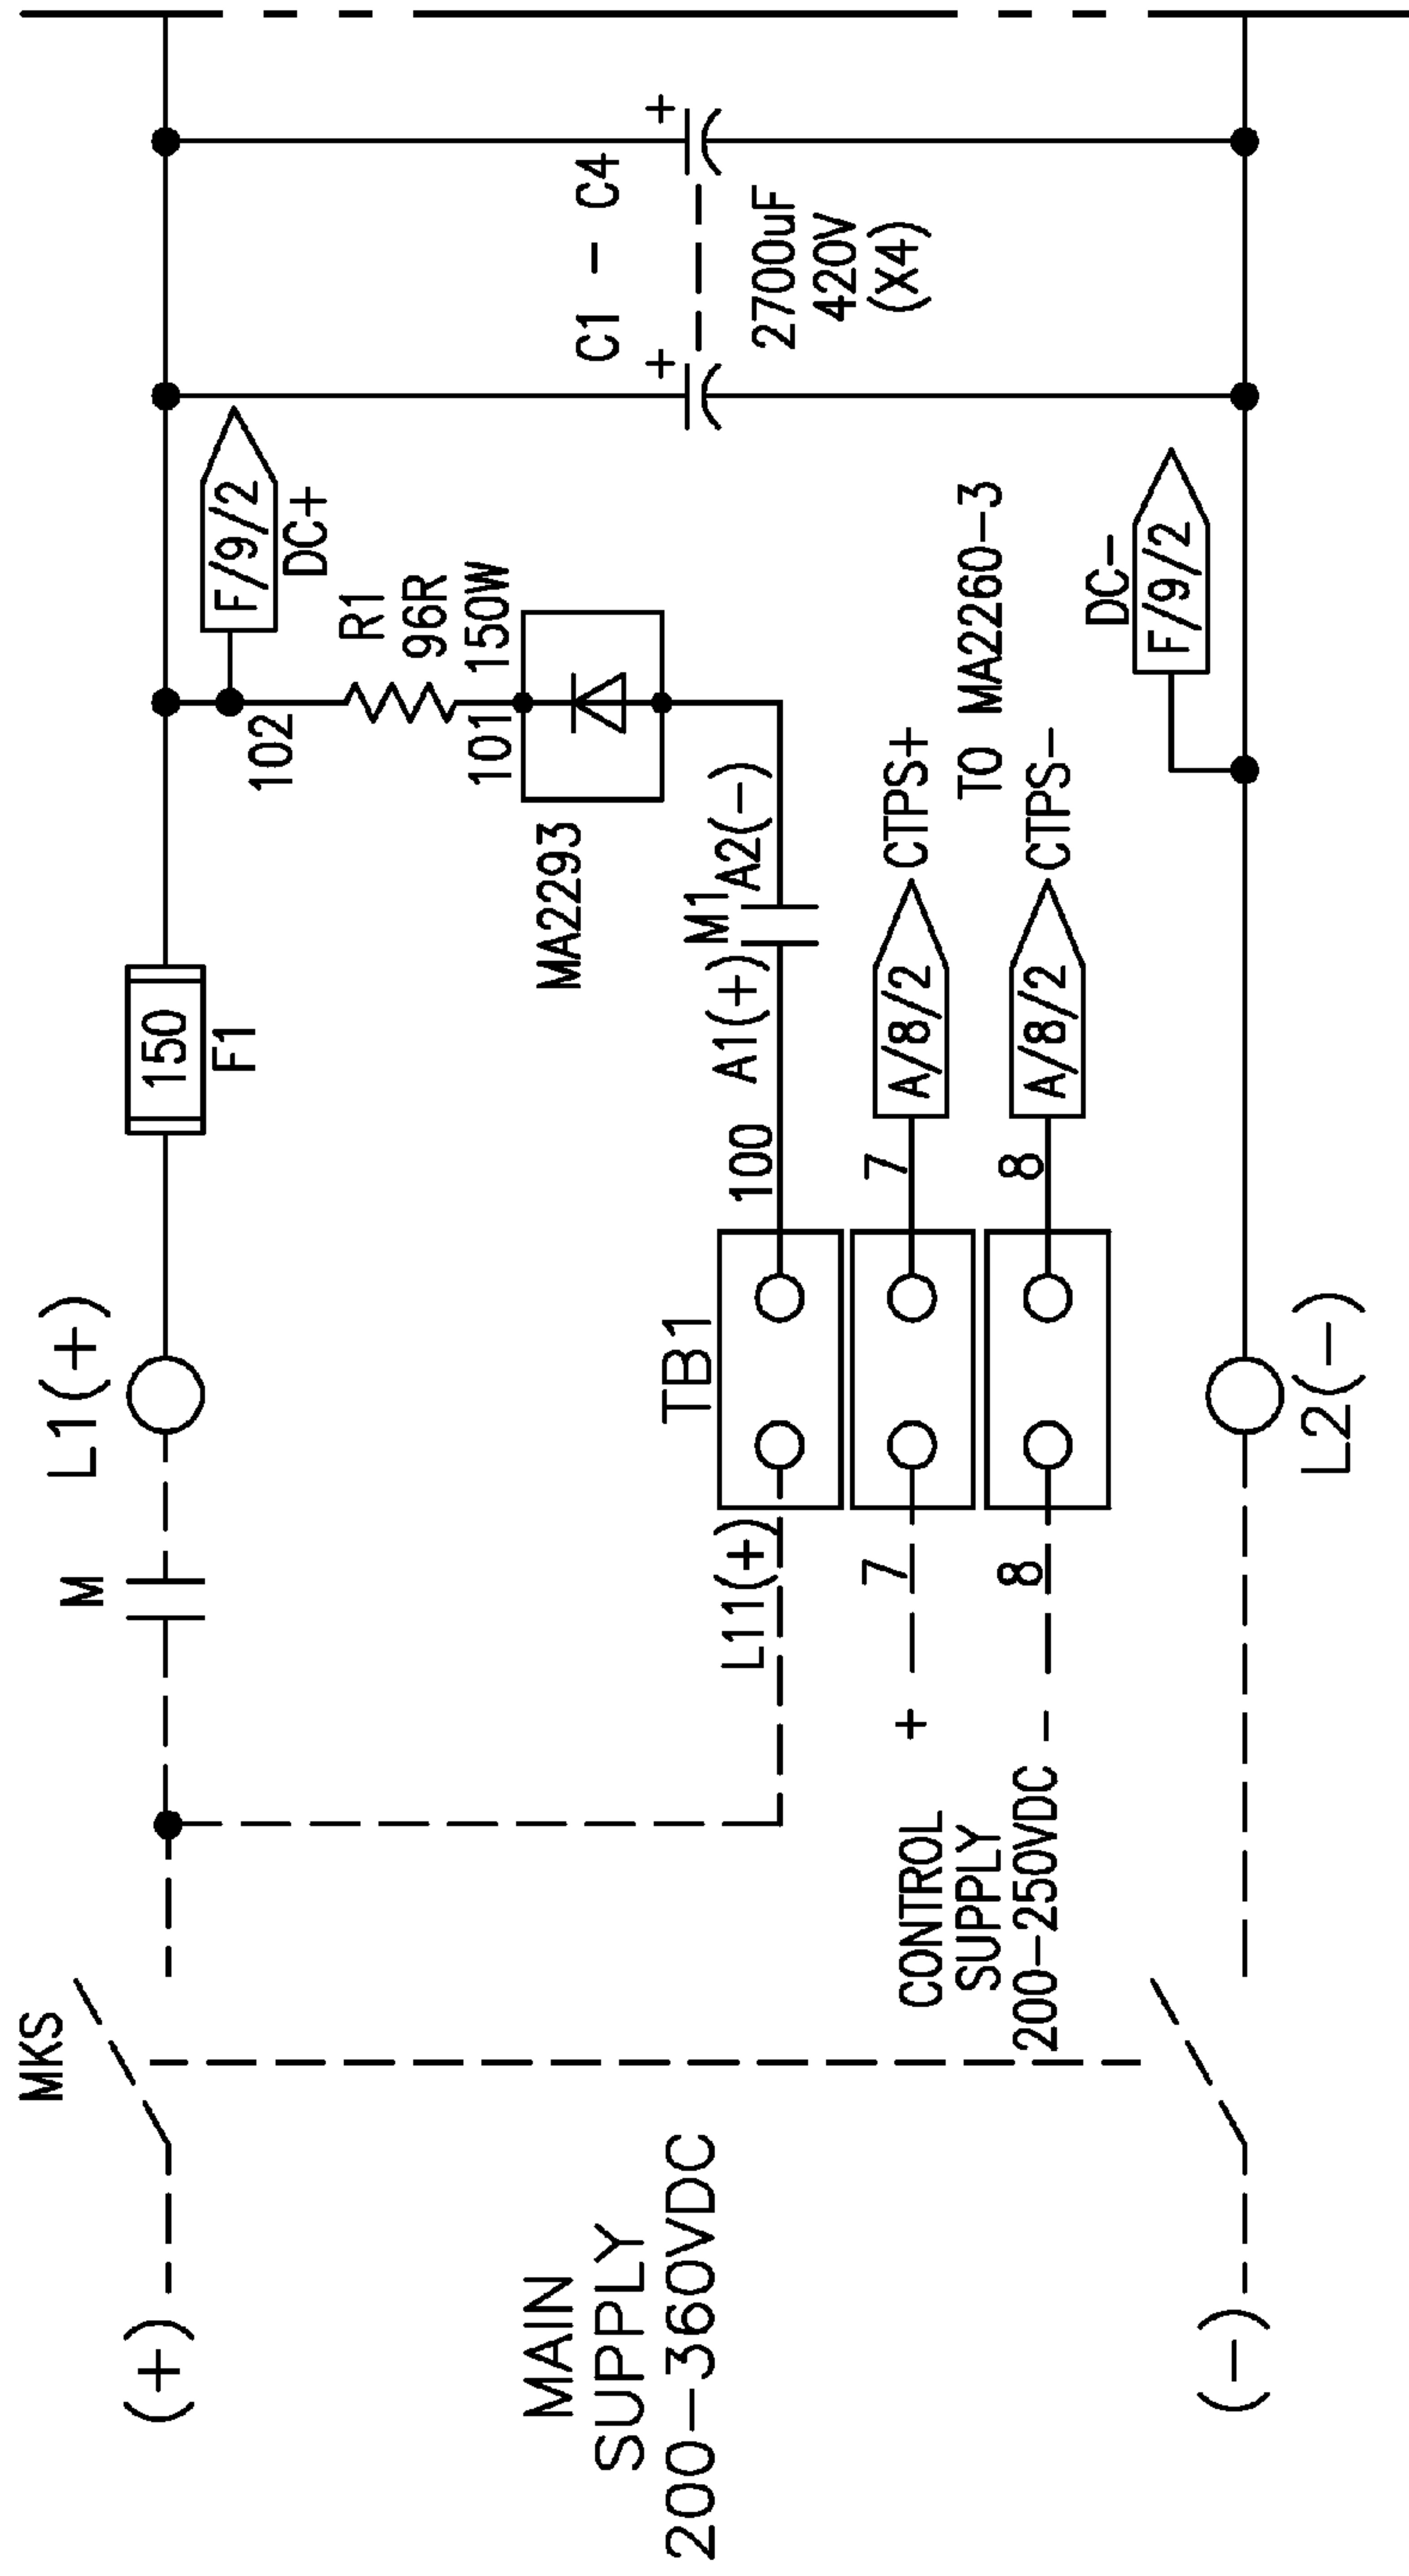 MKS
M
L1(+)
(+)
150
F1
102
F/9/2
DC+
R1
96R
150W
101
MA2293
C1 - C4
+
+
2700uF
420V
(X4)
MAIN
SUPPLY
200-360VDC
L11(+)
TB1
100
A1(+)
M1
A2(-)
CONTROL
SUPPLY
200-250VDC
+
-
7
7
A/8/2
CTPS+
TO MA2260-3
8
8
A/8/2
CTPS-
DC-
F/9/2
(-)
L2(-)